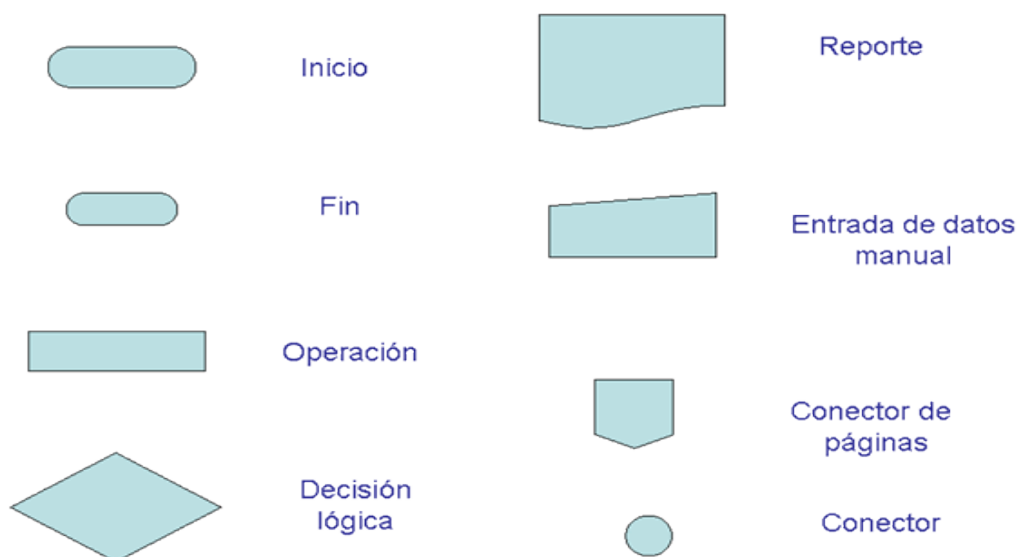 Inicio
Fin
Operación
Decisión
lógica
Reporte
Entrada de datos
manual
Conector de
páginas
Conector